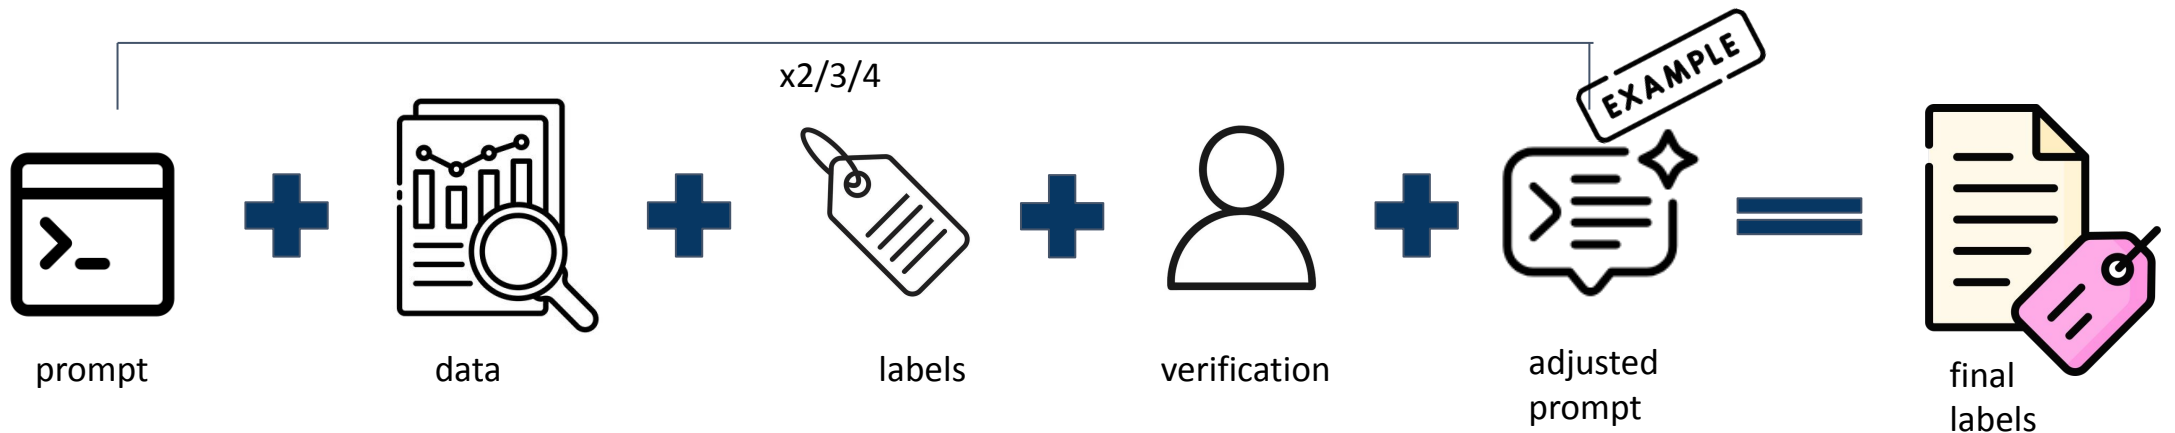 x2/3/4
EXAMPLE
prompt
data
labels
verification
adjusted
prompt
final
labels